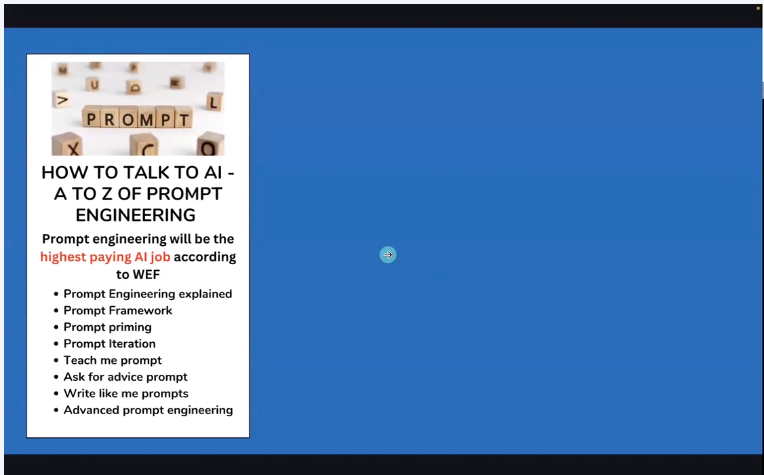 PROMPT
V
U
L
X
C
O
HOW TO TALK TO AI -
A TO Z OF PROMPT
ENGINEERING
Prompt engineering will be the
highest paying AI job according
to WEF
• Prompt Engineering explained
• Prompt Framework
• Prompt priming
• Prompt Iteration
• Teach me prompt
• Ask for advice prompt
• Write like me prompts
• Advanced prompt engineering